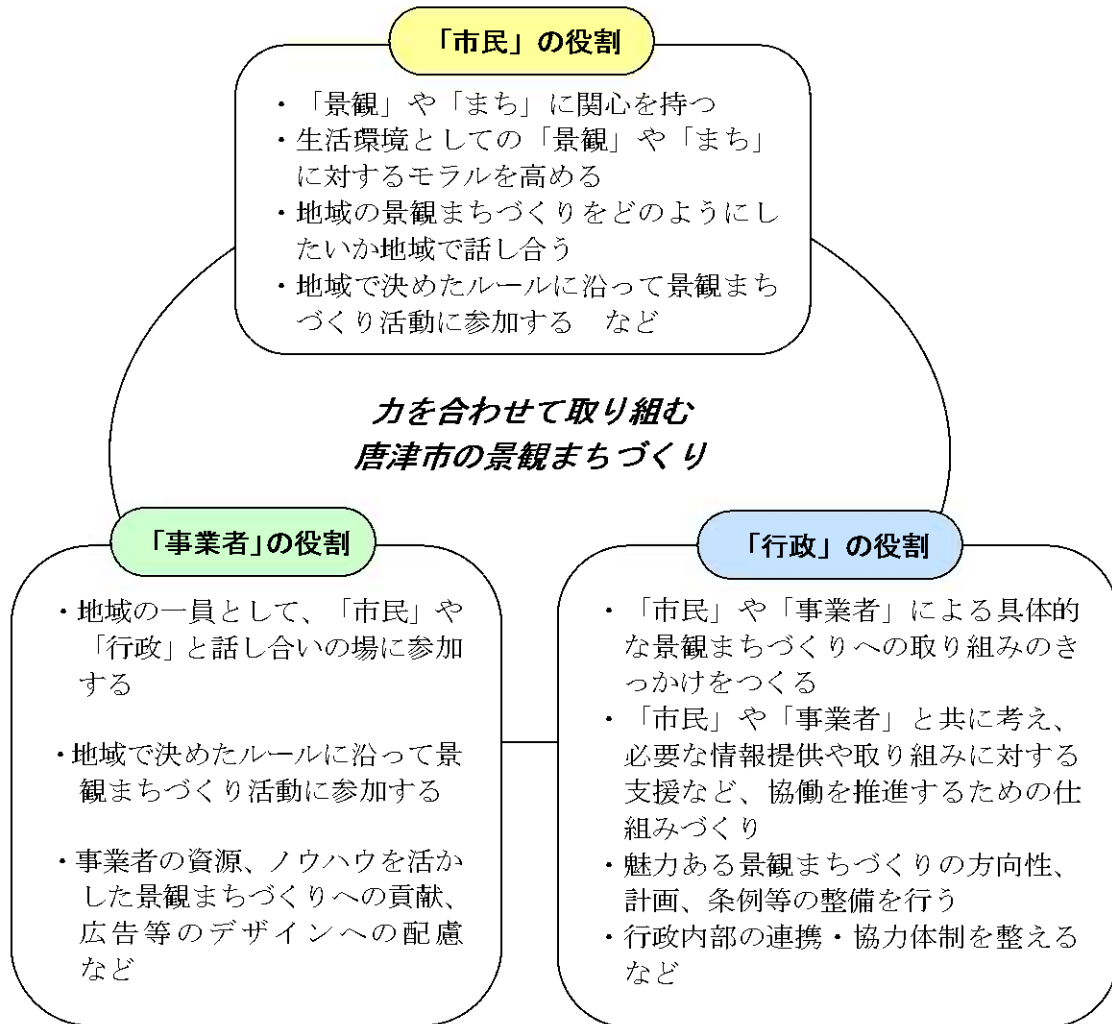 「市民」の役割
・「景観」や「まち」に関心を持つ
・生活環境としての「景観」や「まち」
に対するモラルを高める
・地域の景観まちづくりをどのようにし
たいか地域で話し合う
・地域で決めたルールに沿って景観まち
づくり活動に参加する　など
力を合わせて取り組む
唐津市の景観まちづくり
「事業者」の役割
・地域の一員として、「市民」や
「行政」と話し合いの場に参加
する
・地域で決めたルールに沿って景
観まちづくり活動に参加する
・事業者の資源、ノウハウを活か
した景観まちづくりへの貢献、
広告等のデザインへの配慮
など
「行政」の役割
・「市民」や「事業者」による具体的
な景観まちづくりへの取り組みのき
っかけをつくる
・「市民」や「事業者」と共に考え、
必要な情報提供や取り組みに対する
支援など、協働を推進するための仕
組みづくり
・魅力ある景観まちづくりの方向性、
計画、条例等の整備を行う
・行政内部の連携・協力体制を整える
など